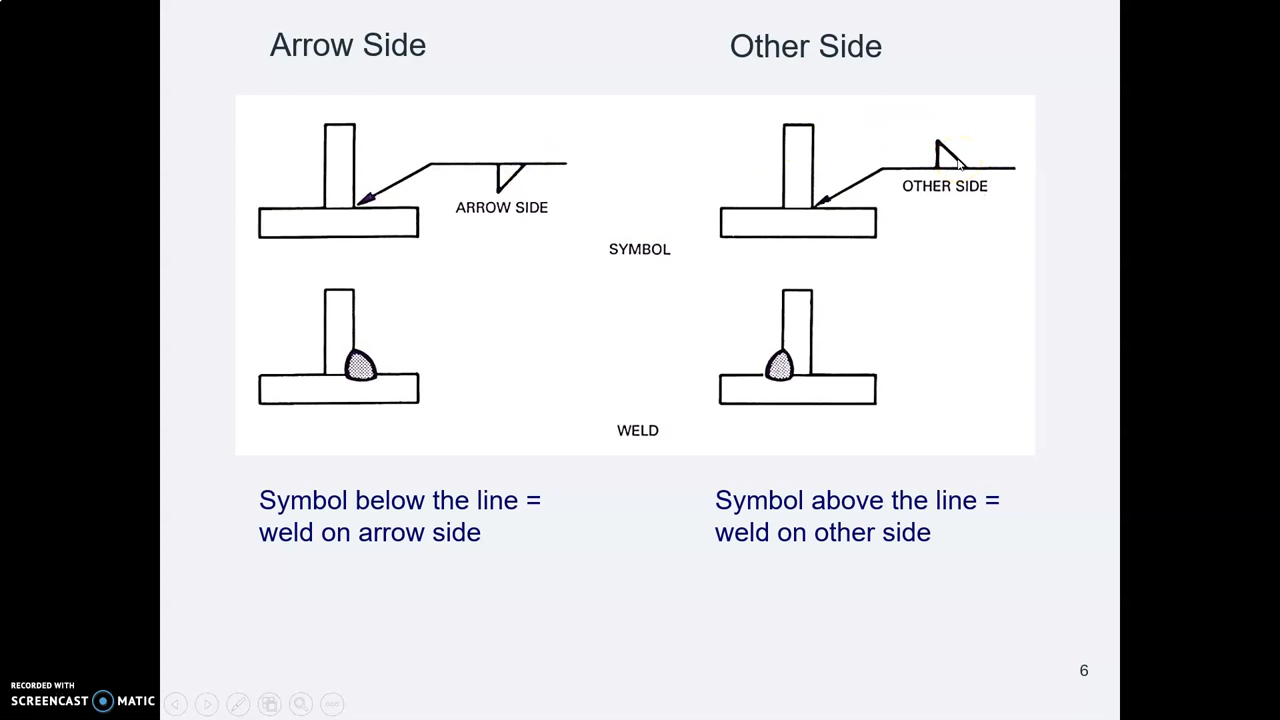 Arrow Side
Other Side
ARROW SIDE
OTHER SIDE
SYMBOL
WELD
Symbol below the line =
weld on arrow side
Symbol above the line =
weld on other side
6
RECORDED WITH
SCREENCAST MATIC